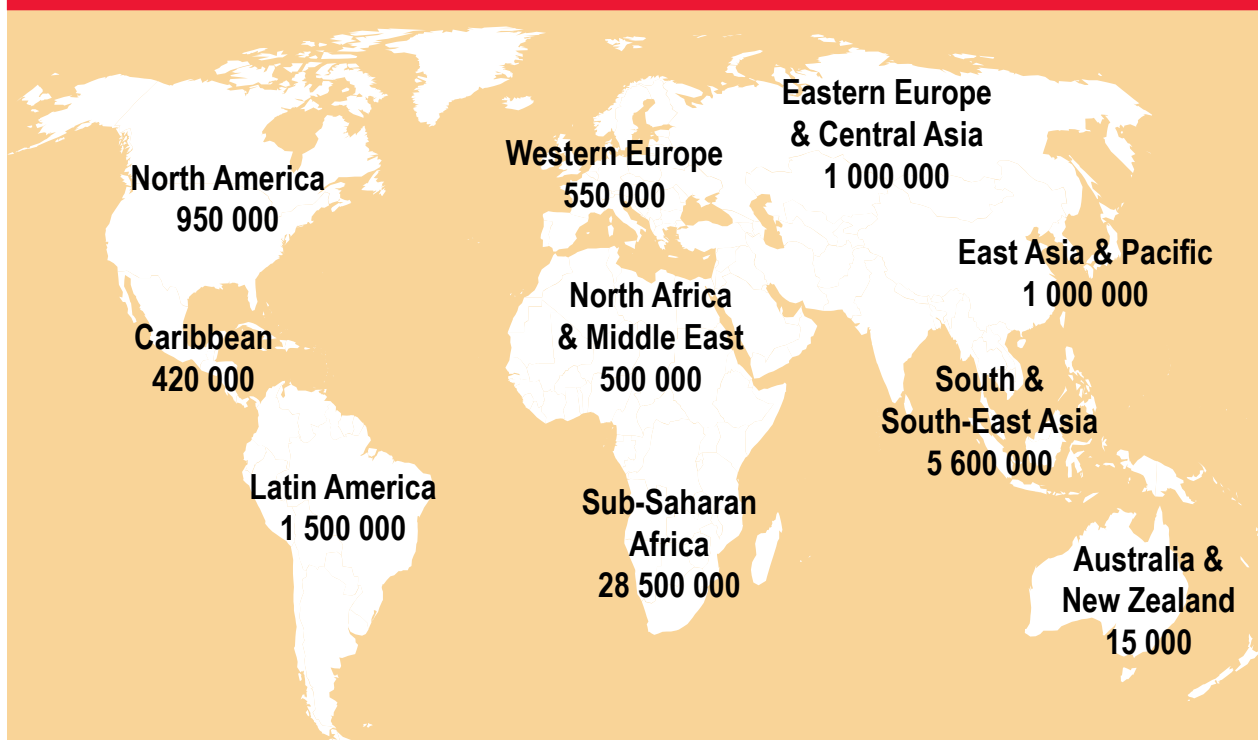 North America
950 000
Western Europe
550 000
Eastern Europe
& Central Asia
1 000 000
East Asia & Pacific
1 000 000
Caribbean
420 000
North Africa
& Middle East
500 000
South &
South-East Asia
5 600 000
Latin America
1 500 000
Sub-Saharan
Africa
28 500 000
Australia &
New Zealand
15 000